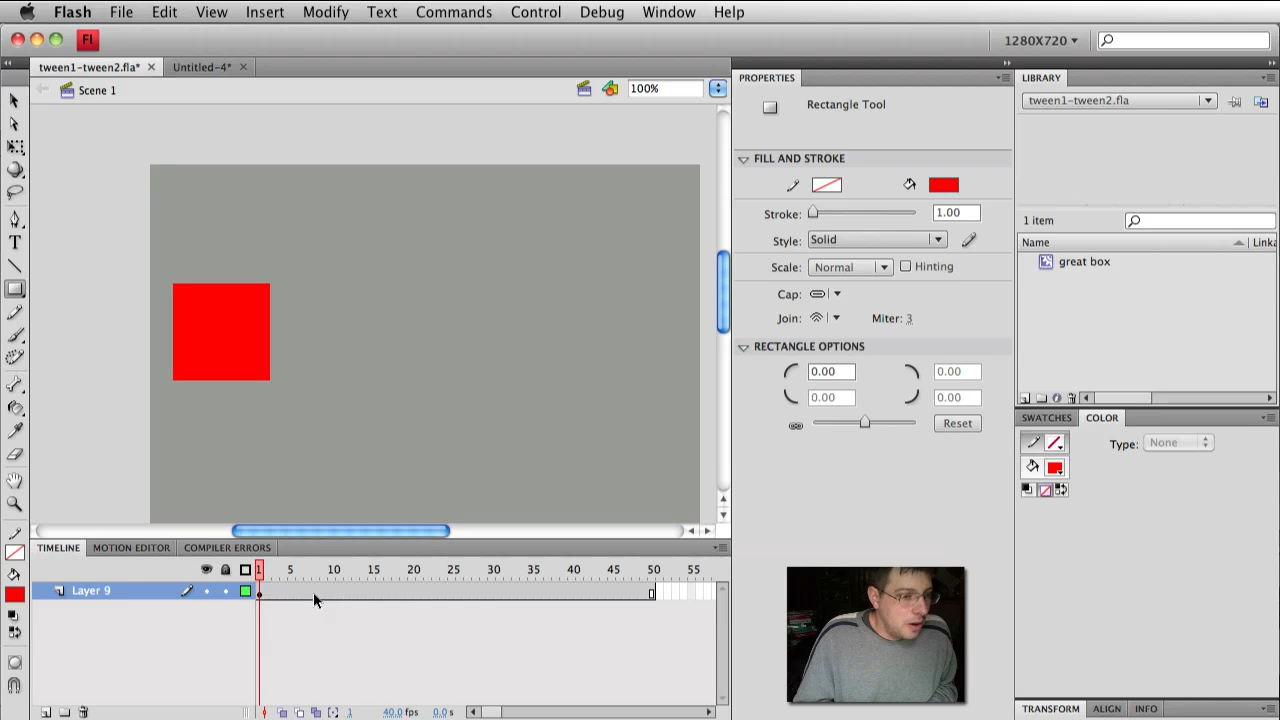 Flash File Edit View Insert Modify Text Commands Control Debug Window Help
Fl 1280X720
tween1-tween2.fla* Untitled-4*
Scene 1 100%
PROPERTIES
Rectangle Tool
FILL AND STROKE
Stroke: 1.00
Style: Solid
Scale: Normal Hinting
Cap:
Join: Miter: 3
RECTANGLE OPTIONS
0.00 0.00
0.00 0.00
Reset
LIBRARY
tween1-tween2.fla
1 item
Name Linka
great box
SWATCHES COLOR
Type: None
TRANSFORM ALIGN INFO
TIMELINE MOTION EDITOR COMPILER ERRORS
1 5 10 15 20 25 30 35 40 45 50 55
Layer 9
1 40.0 fps 0.0 s
T